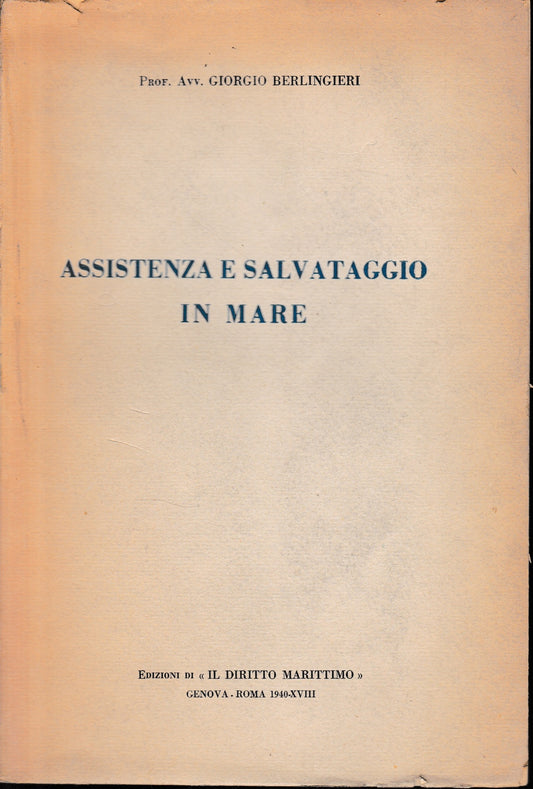 Prof. Avv. GIORGIO BERLINGIERI
ASSISTENZA E SALVATAGGIO
IN MARE
Edizioni di « IL DIRITTO MARITTIMO »
GENOVA - ROMA 1940-XVIII